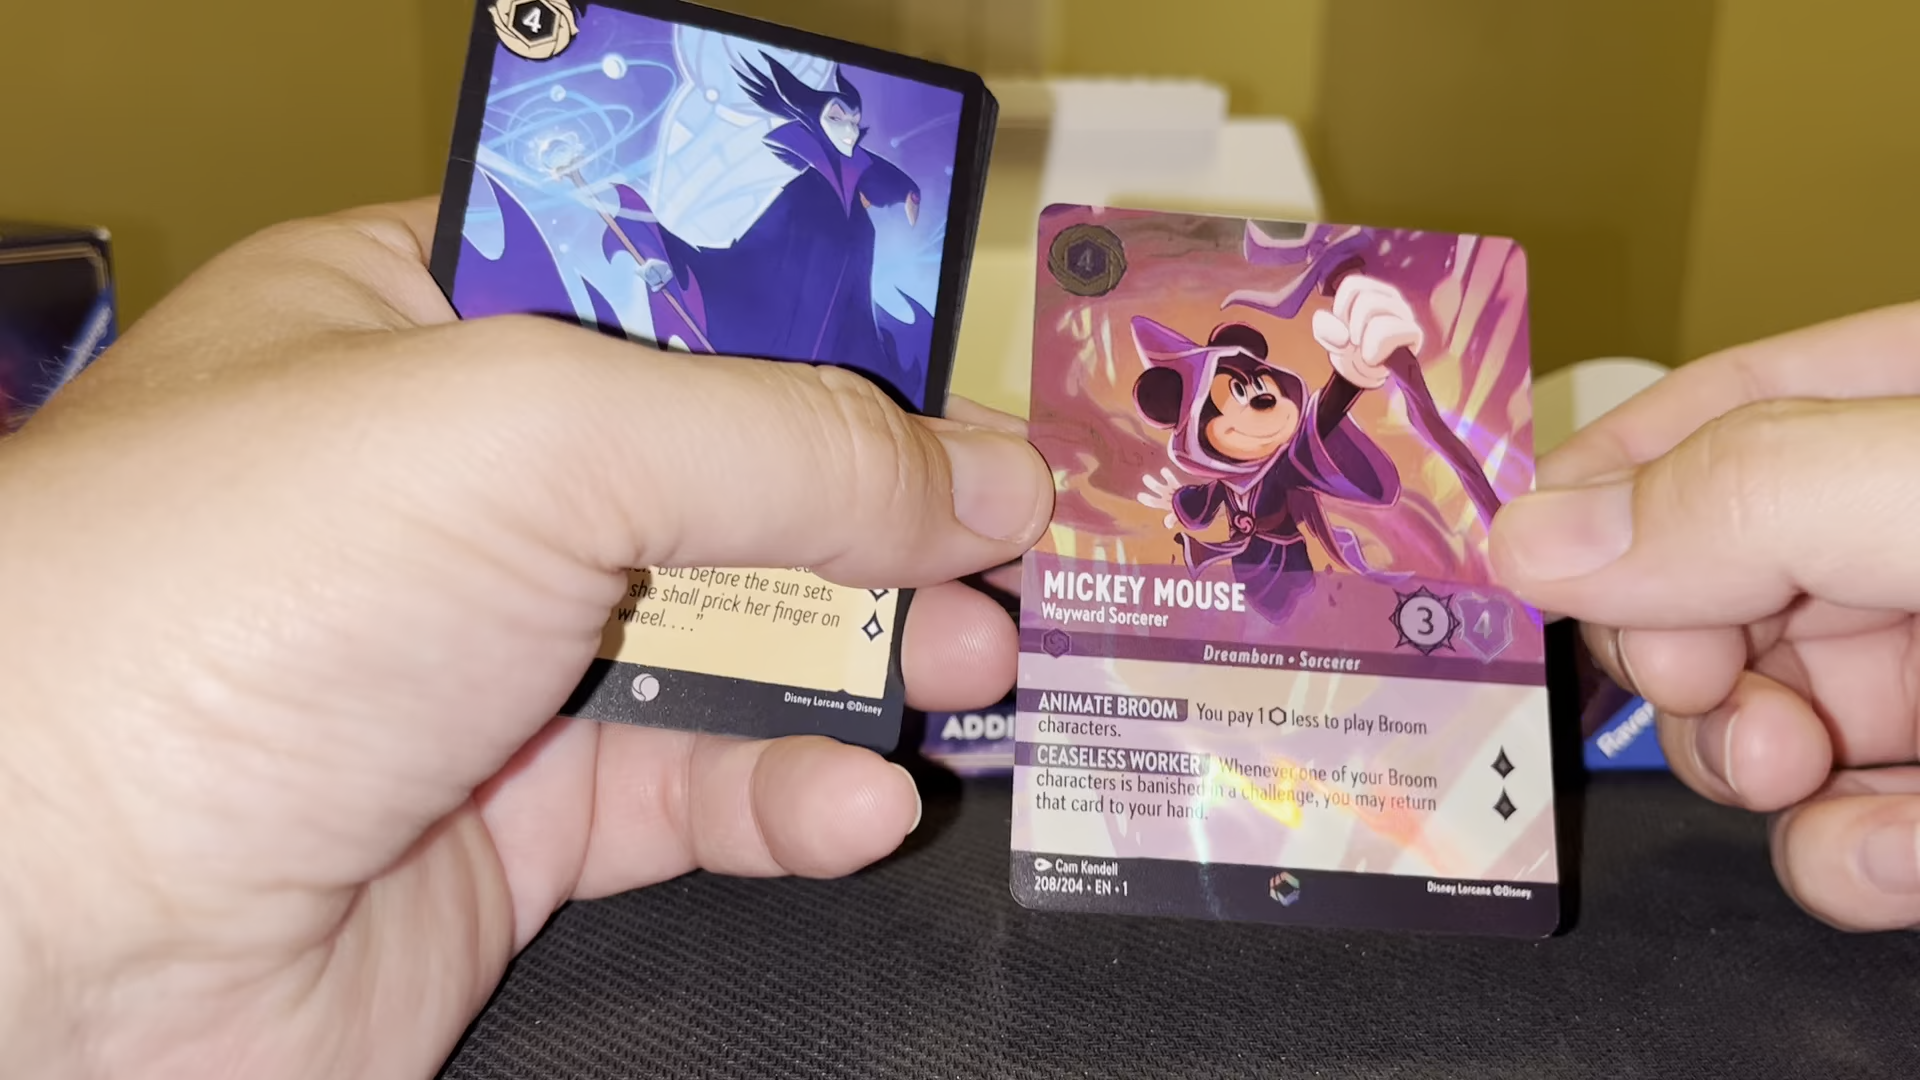 4
but before the sun sets
she shall prick her finger on
wheel. . . ."
Disney Lorcana ©Disney
4
MICKEY MOUSE
Wayward Sorcerer
3 4
Dreamborn • Sorcerer
ANIMATE BROOM You pay 1 less to play Broom
characters.
CEASELESS WORKER Whenever one of your Broom
characters is banished in a challenge, you may return
that card to your hand.
Cam Kendell
208/204 • EN • 1
Disney Lorcana ©Disney
ADDI
Raven